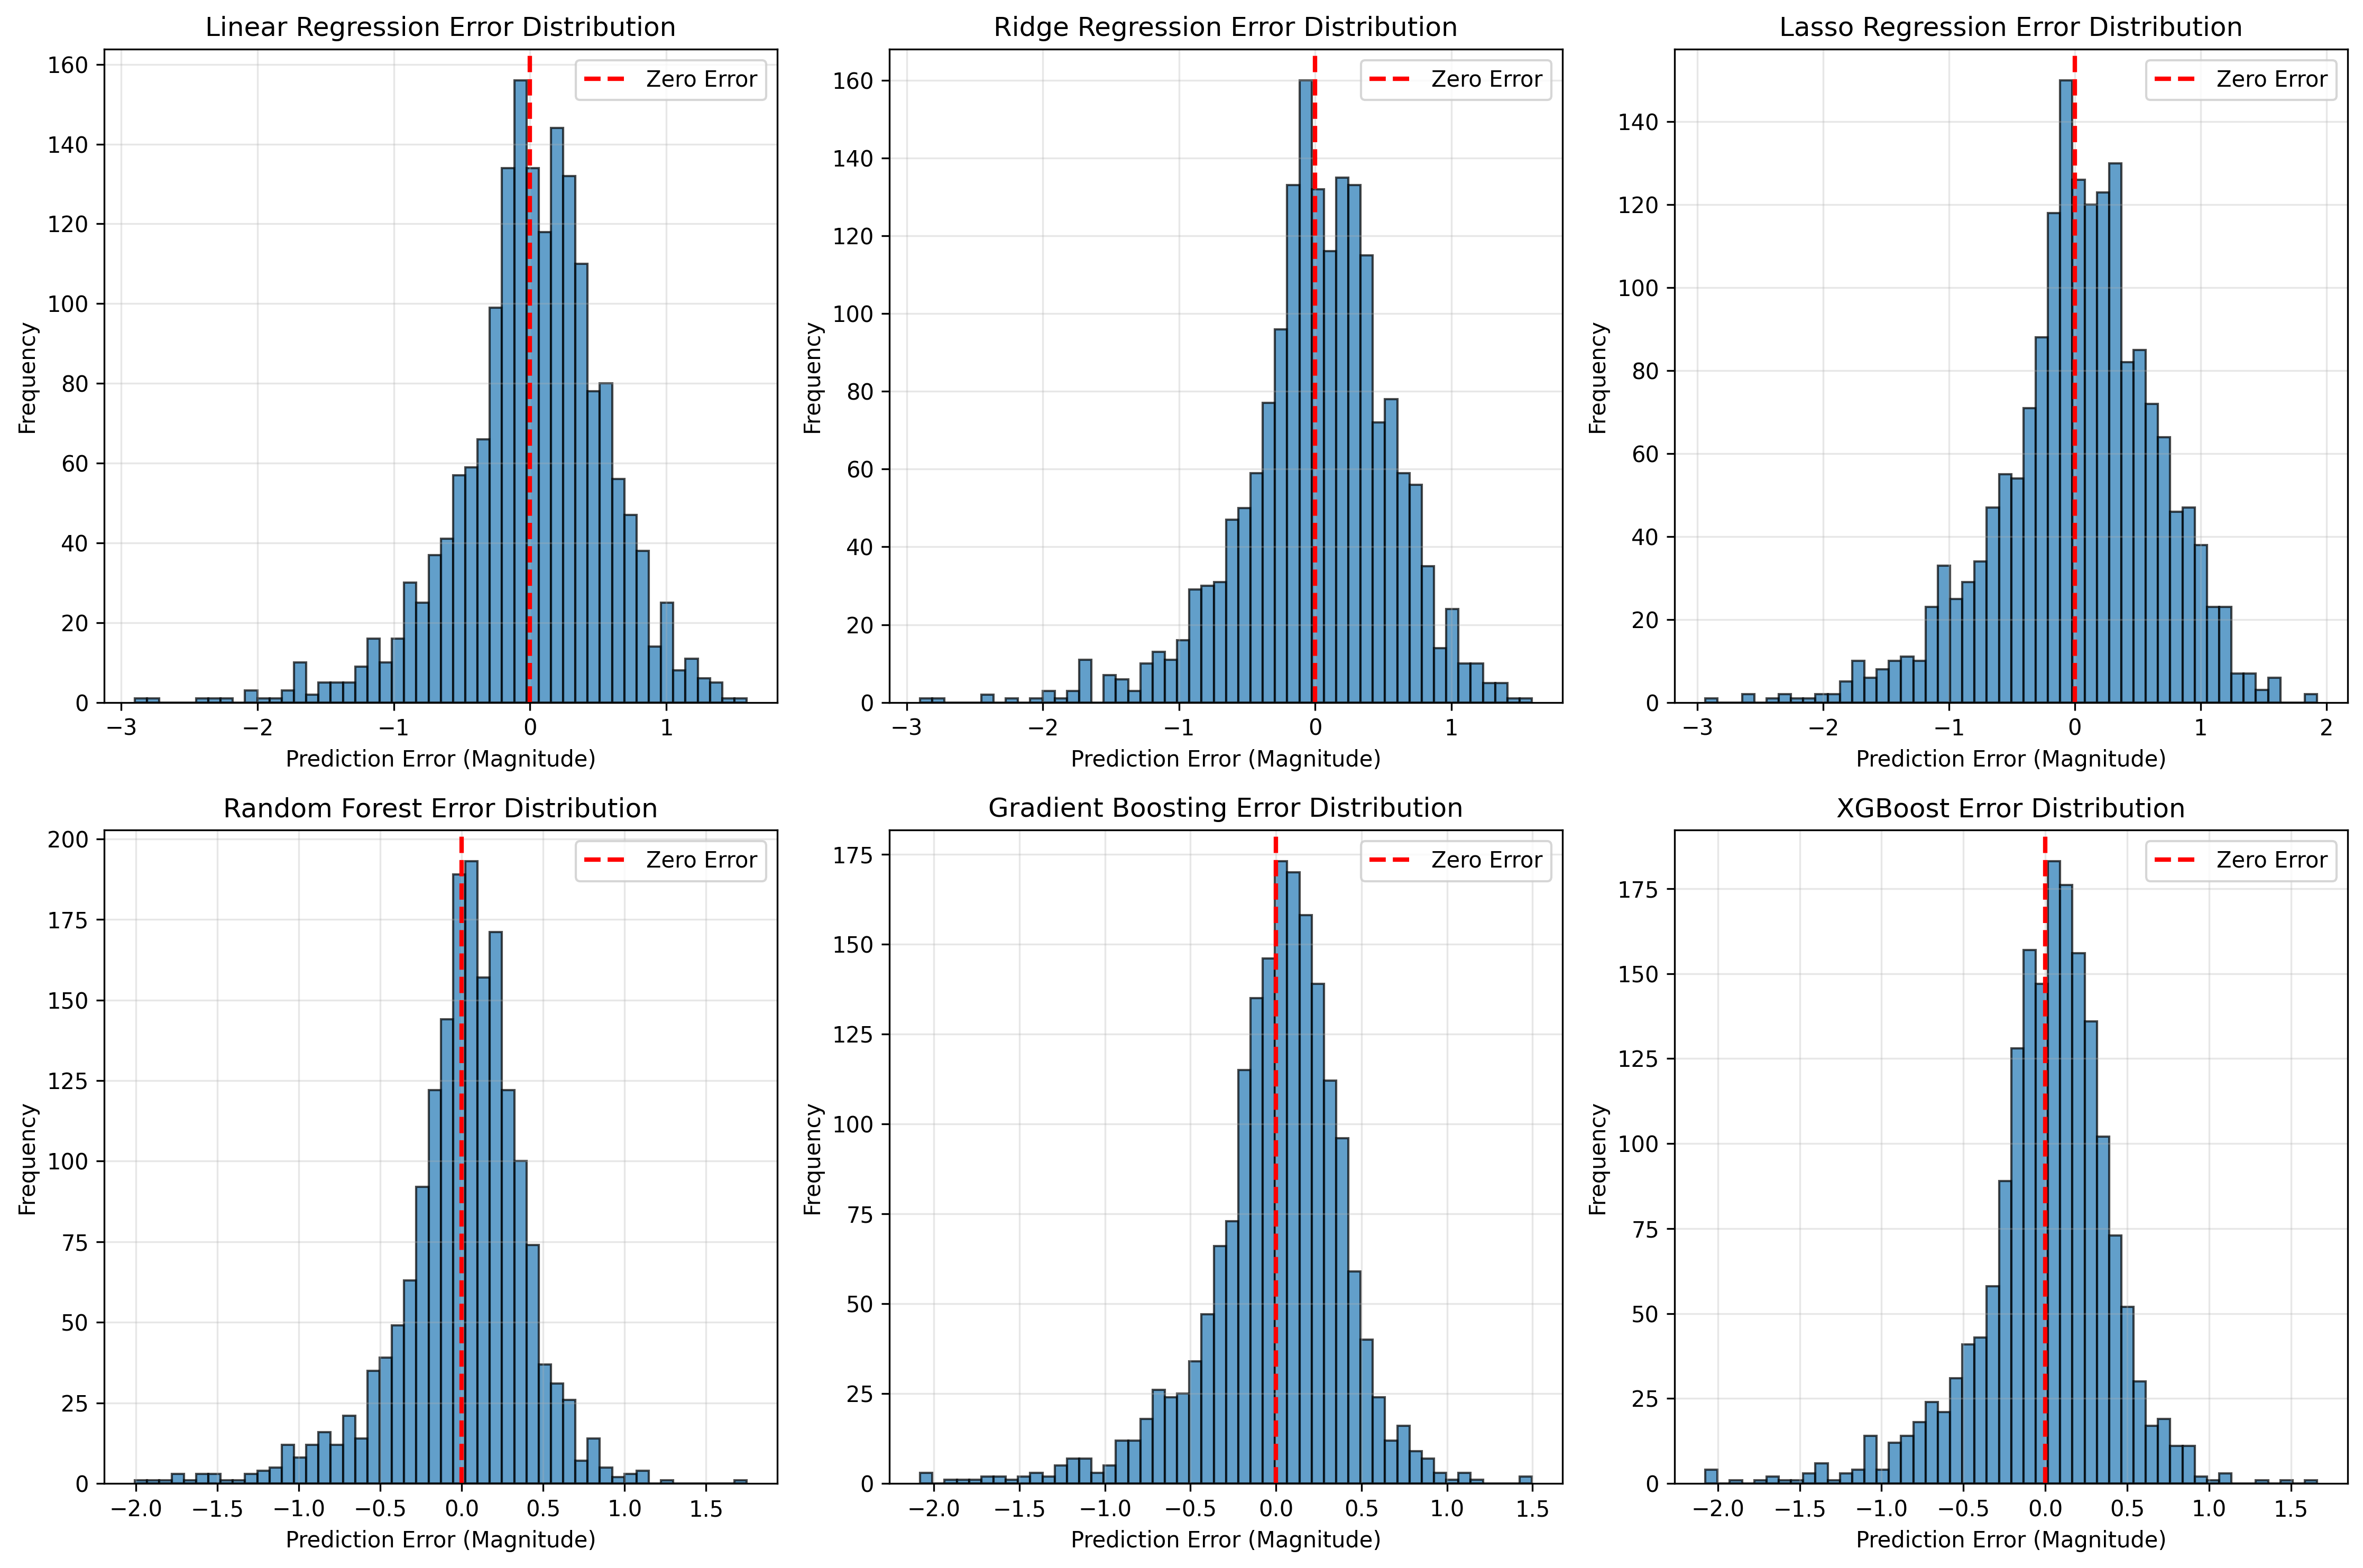 Linear Regression Error Distribution
Zero Error
Frequency
160
140
120
100
80
60
40
20
0
−3 −2 −1 0 1
Prediction Error (Magnitude)
Ridge Regression Error Distribution
Zero Error
Frequency
160
140
120
100
80
60
40
20
0
−3 −2 −1 0 1
Prediction Error (Magnitude)
Lasso Regression Error Distribution
Zero Error
Frequency
140
120
100
80
60
40
20
0
−3 −2 −1 0 1 2
Prediction Error (Magnitude)
Random Forest Error Distribution
Zero Error
Frequency
200
175
150
125
100
75
50
25
0
−2.0 −1.5 −1.0 −0.5 0.0 0.5 1.0 1.5
Prediction Error (Magnitude)
Gradient Boosting Error Distribution
Zero Error
Frequency
175
150
125
100
75
50
25
0
−2.0 −1.5 −1.0 −0.5 0.0 0.5 1.0 1.5
Prediction Error (Magnitude)
XGBoost Error Distribution
Zero Error
Frequency
175
150
125
100
75
50
25
0
−2.0 −1.5 −1.0 −0.5 0.0 0.5 1.0 1.5
Prediction Error (Magnitude)